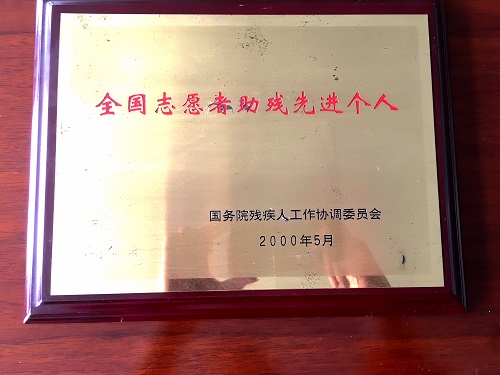 全国志愿者助残先进个人
国务院残疾人工作协调委员会
2000年5月